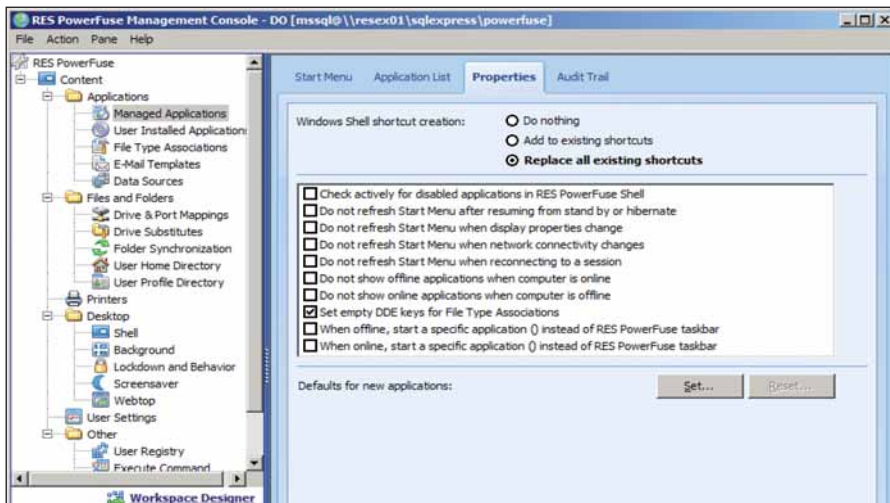 RES PowerFuse Management Console - DO [mssql@\\resex01\sqlexpress\powerfuse]
File Action Pane Help
RES PowerFuse
Content
Applications
Managed Applications
User Installed Application
File Type Associations
E-Mail Templates
Data Sources
Files and Folders
Drive & Port Mappings
Drive Substitutes
Folder Synchronization
User Home Directory
User Profile Directory
Printers
Desktop
Shell
Background
Lockdown and Behavior
Screensaver
Webtop
User Settings
Other
User Registry
Execute Command
Workspace Designer
Start Menu Application List Properties Audit Trail
Windows Shell shortcut creation:
Do nothing
Add to existing shortcuts
Replace all existing shortcuts
Check actively for disabled applications in RES PowerFuse Shell
Do not refresh Start Menu after resuming from stand by or hibernate
Do not refresh Start Menu when display properties change
Do not refresh Start Menu when network connectivity changes
Do not refresh Start Menu when reconnecting to a session
Do not show offline applications when computer is online
Do not show online applications when computer is offline
Set empty DDE keys for File Type Associations
When offline, start a specific application () instead of RES PowerFuse taskbar
When online, start a specific application () instead of RES PowerFuse taskbar
Defaults for new applications:
Set... Reset...